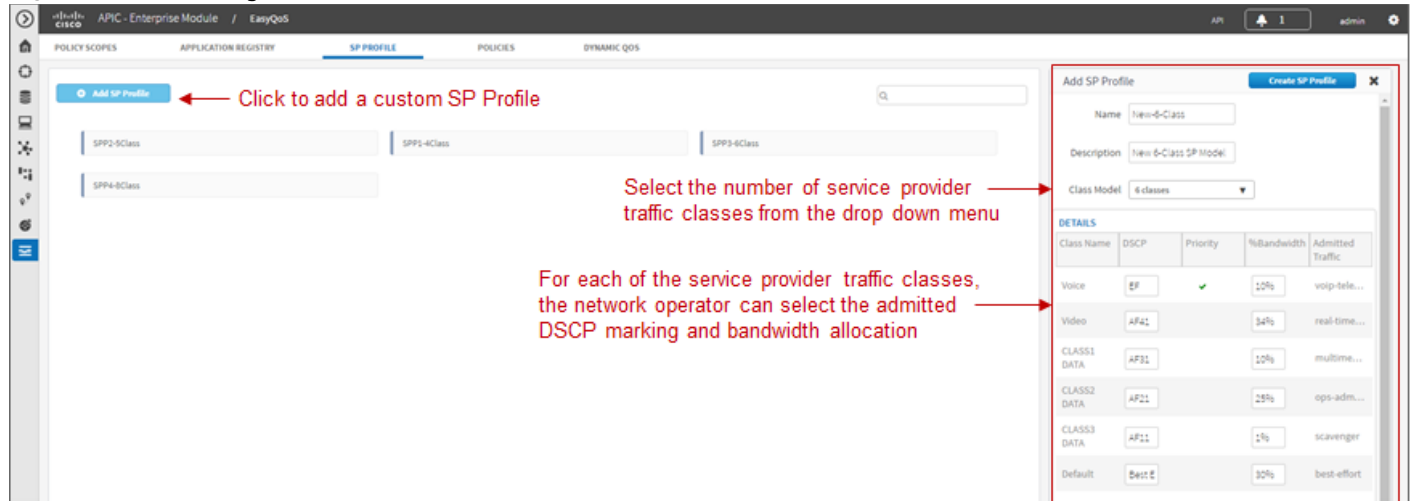 cisco APIC - Enterprise Module / EasyQoS API 1 admin
POLICY SCOPES APPLICATION REGISTRY SP PROFILE POLICIES DYNAMIC QOS
Add SP Profile
Click to add a custom SP Profile
SPP2-5Class SPP1-4Class SPP3-6Class
SPP4-8Class
Select the number of service provider
traffic classes from the drop down menu
For each of the service provider traffic classes,
the network operator can select the admitted
DSCP marking and bandwidth allocation
Add SP Profile Create SP Profile
Name New-6-Class
Description New 6-Class SP Model
Class Model 6 classes
DETAILS
Class Name DSCP Priority %Bandwidth Admitted
Traffic
Voice EF 10% voip-tele...
Video AF41 34% real-time...
CLASS1
DATA AF31 10% multime...
CLASS2
DATA AF21 25% ops-adm...
CLASS3
DATA AF11 1% scavenger
Default Best E 30% best-effort